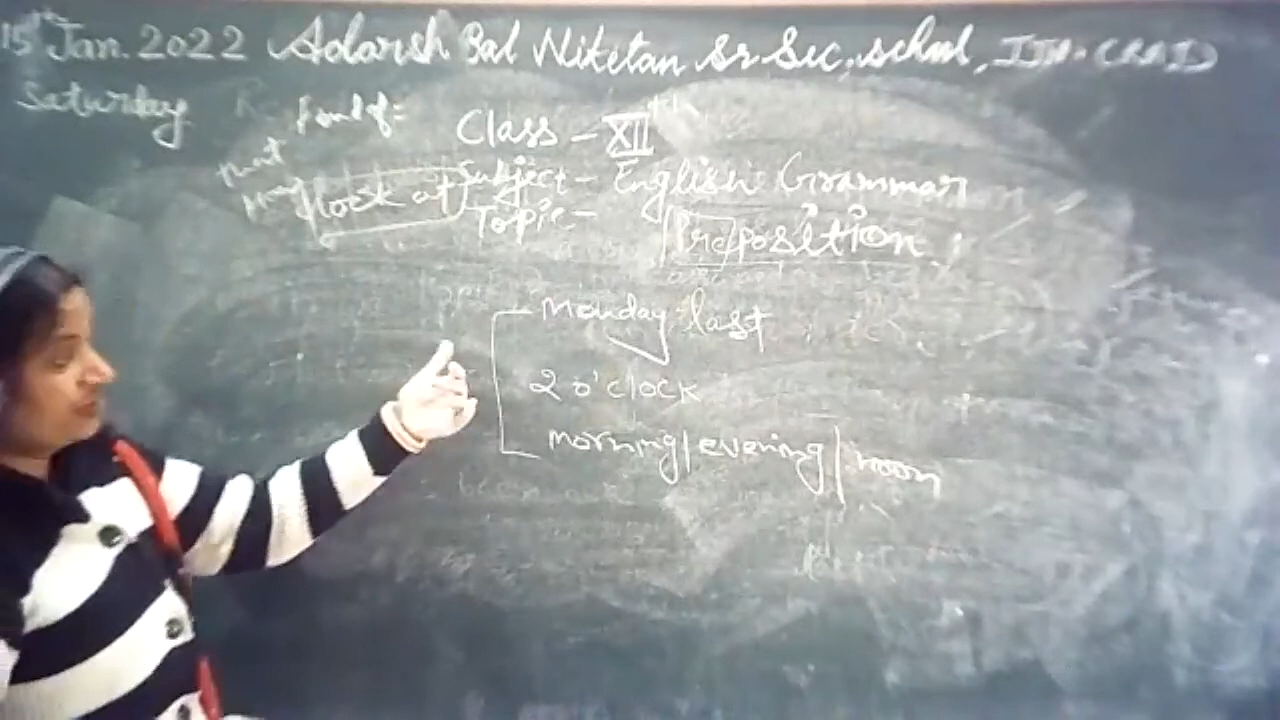 15th Jan. 2022 Adarsh Bal Niketan Sr Sec. school,
Saturday
Fond of:
Class - XIIth
look at
Subject - English Grammar
Topic - Preposition:
Monday last
2 o'clock
morning/evening/noon